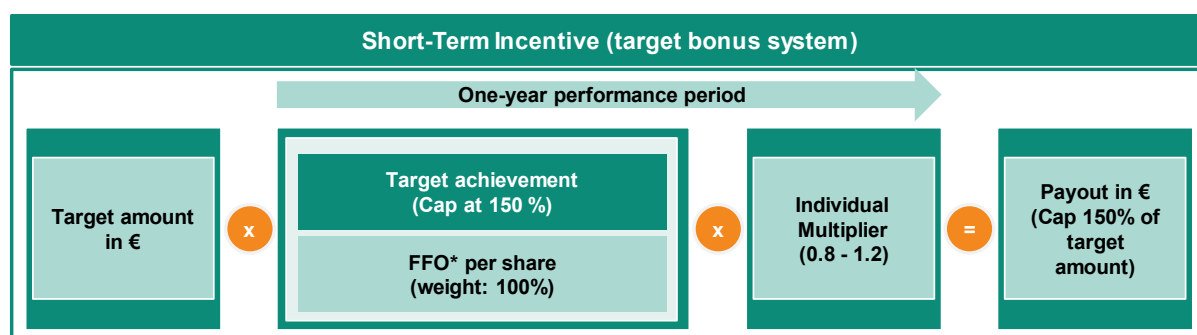 Short-Term Incentive (target bonus system)
One-year performance period
Target amount
in €
x
Target achievement
(Cap at 150 %)
FFO* per share
(weight: 100%)
x
Individual
Multiplier
(0.8 - 1.2)
=
Payout in €
(Cap 150% of
target
amount)